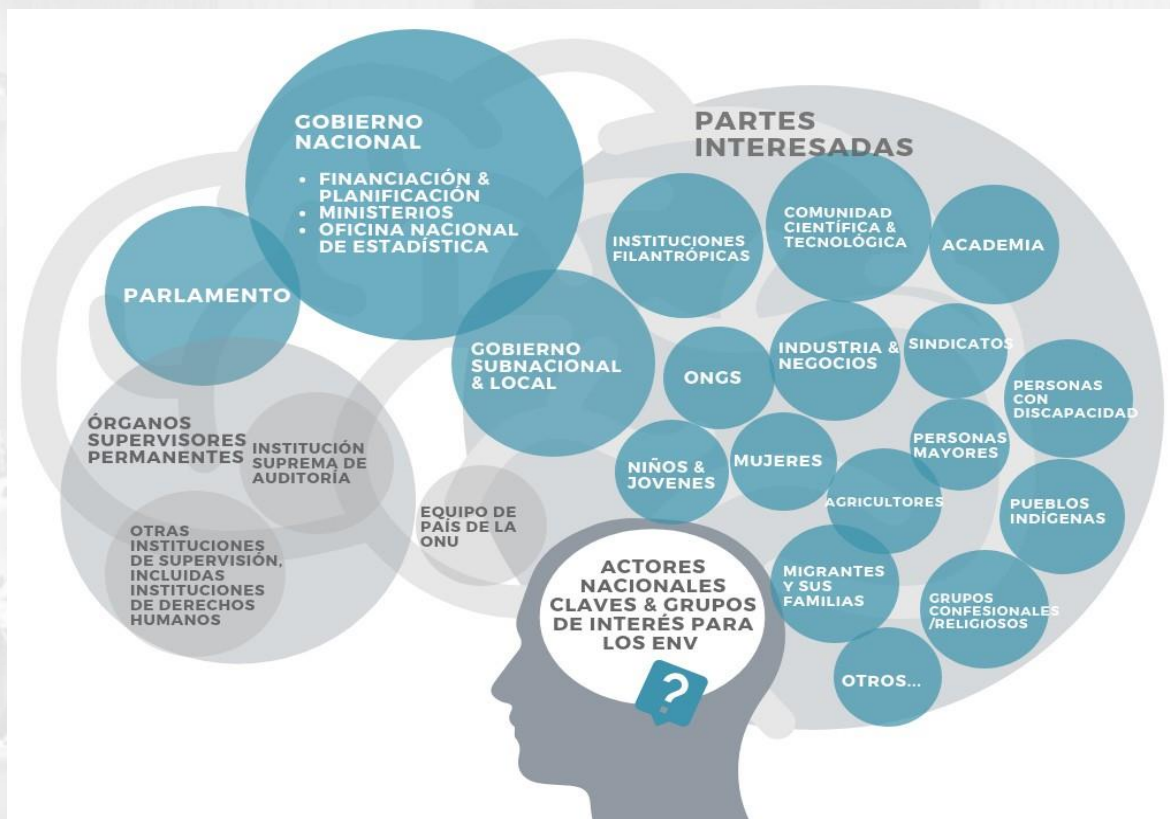 GOBIERNO
NACIONAL
• FINANCIACIÓN &
PLANIFICACIÓN
• MINISTERIOS
• OFICINA NACIONAL
DE ESTADÍSTICA
PARLAMENTO
GOBIERNO
SUBNACIONAL
& LOCAL
ÓRGANOS
SUPERVISORES
PERMANENTES
INSTITUCIÓN
SUPREMA DE
AUDITORÍA
OTRAS
INSTITUCIONES
DE SUPERVISIÓN,
INCLUIDAS
INSTITUCIONES
DE DERECHOS
HUMANOS
EQUIPO DE
PAÍS DE LA
ONU
PARTES
INTERESADAS
INSTITUCIONES
FILANTRÓPICAS
COMUNIDAD
CIENTÍFICA &
TECNOLÓGICA
ACADEMIA
ONGS
INDUSTRIA &
NEGOCIOS
SINDICATOS
PERSONAS
CON
DISCAPACIDAD
NIÑOS &
JOVENES
MUJERES
PERSONAS
MAYORES
AGRICULTORES
PUEBLOS
INDÍGENAS
MIGRANTES
Y SUS
FAMILIAS
GRUPOS
CONFESIONALES
/RELIGIOSOS
OTROS...
ACTORES
NACIONALES
CLAVES & GRUPOS
DE INTERÉS PARA
LOS ENV
?